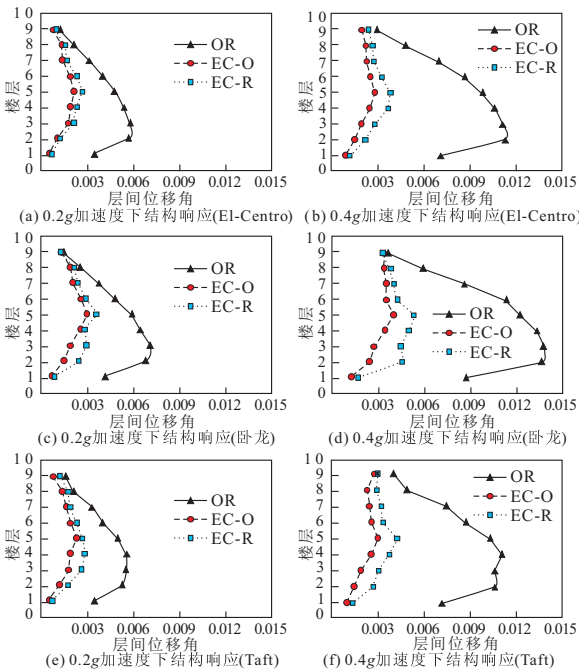 10
9
8
7
6
5
4
3
2
1
0
楼层
OR
EC-O
EC-R
0.003 0.006 0.009 0.012 0.015
层间位移角
(a) 0.2g加速度下结构响应(El-Centro)
10
9
8
7
6
5
4
3
2
1
0
楼层
OR
EC-O
EC-R
0.003 0.006 0.009 0.012 0.015
层间位移角
(b) 0.4g加速度下结构响应(El-Centro)
10
9
8
7
6
5
4
3
2
1
0
楼层
OR
EC-O
EC-R
0.003 0.006 0.009 0.012 0.015
层间位移角
(c) 0.2g加速度下结构响应(卧龙)
10
9
8
7
6
5
4
3
2
1
0
楼层
OR
EC-O
EC-R
0.003 0.006 0.009 0.012 0.015
层间位移角
(d) 0.4g加速度下结构响应(卧龙)
10
9
8
7
6
5
4
3
2
1
0
楼层
OR
EC-O
EC-R
0.003 0.006 0.009 0.012 0.015
层间位移角
(e) 0.2g加速度下结构响应(Taft)
10
9
8
7
6
5
4
3
2
1
0
楼层
OR
EC-O
EC-R
0.003 0.006 0.009 0.012 0.015
层间位移角
(f) 0.4g加速度下结构响应(Taft)